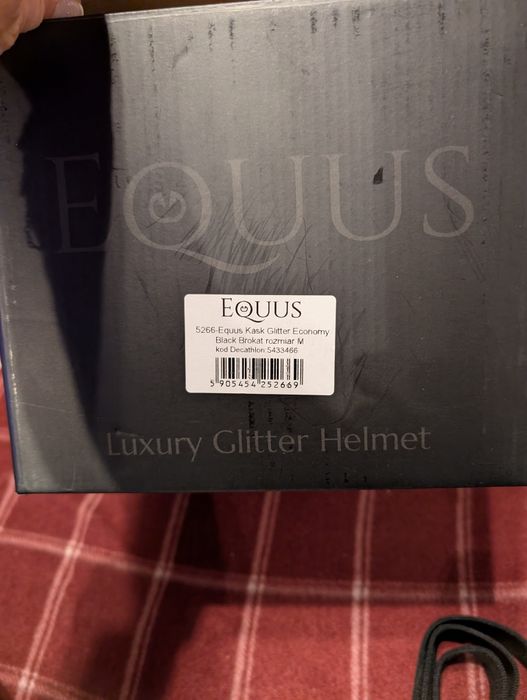 EQUUS
EQUUS
5266-Equus Kask Glitter Economy
Black Brokat rozmiar M
kod Decathlon 5433466
5 905454 252669
Luxury Glitter Helmet